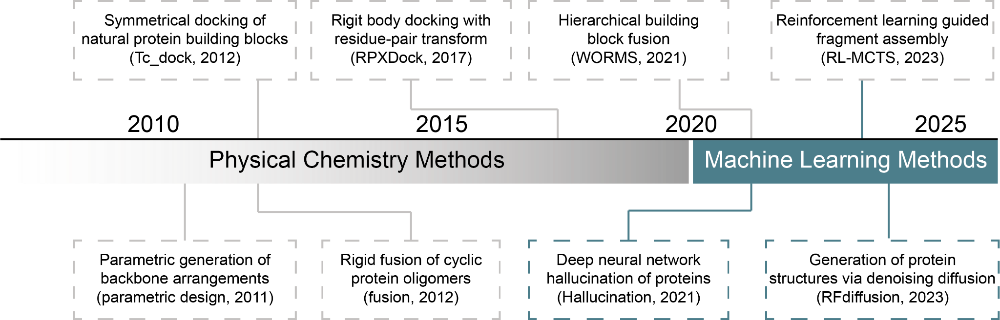 Symmetrical docking of
natural protein building blocks
(Tc_dock, 2012)
Rigit body docking with
residue-pair transform
(RPXDock, 2017)
Hierarchical building
block fusion
(WORMS, 2021)
Reinforcement learning guided
fragment assembly
(RL-MCTS, 2023)
2010
2015
2020
2025
Physical Chemistry Methods
Machine Learning Methods
Parametric generation of
backbone arrangements
(parametric design, 2011)
Rigid fusion of cyclic
protein oligomers
(fusion, 2012)
Deep neural network
hallucination of proteins
(Hallucination, 2021)
Generation of protein
structures via denoising diffusion
(RFdiffusion, 2023)